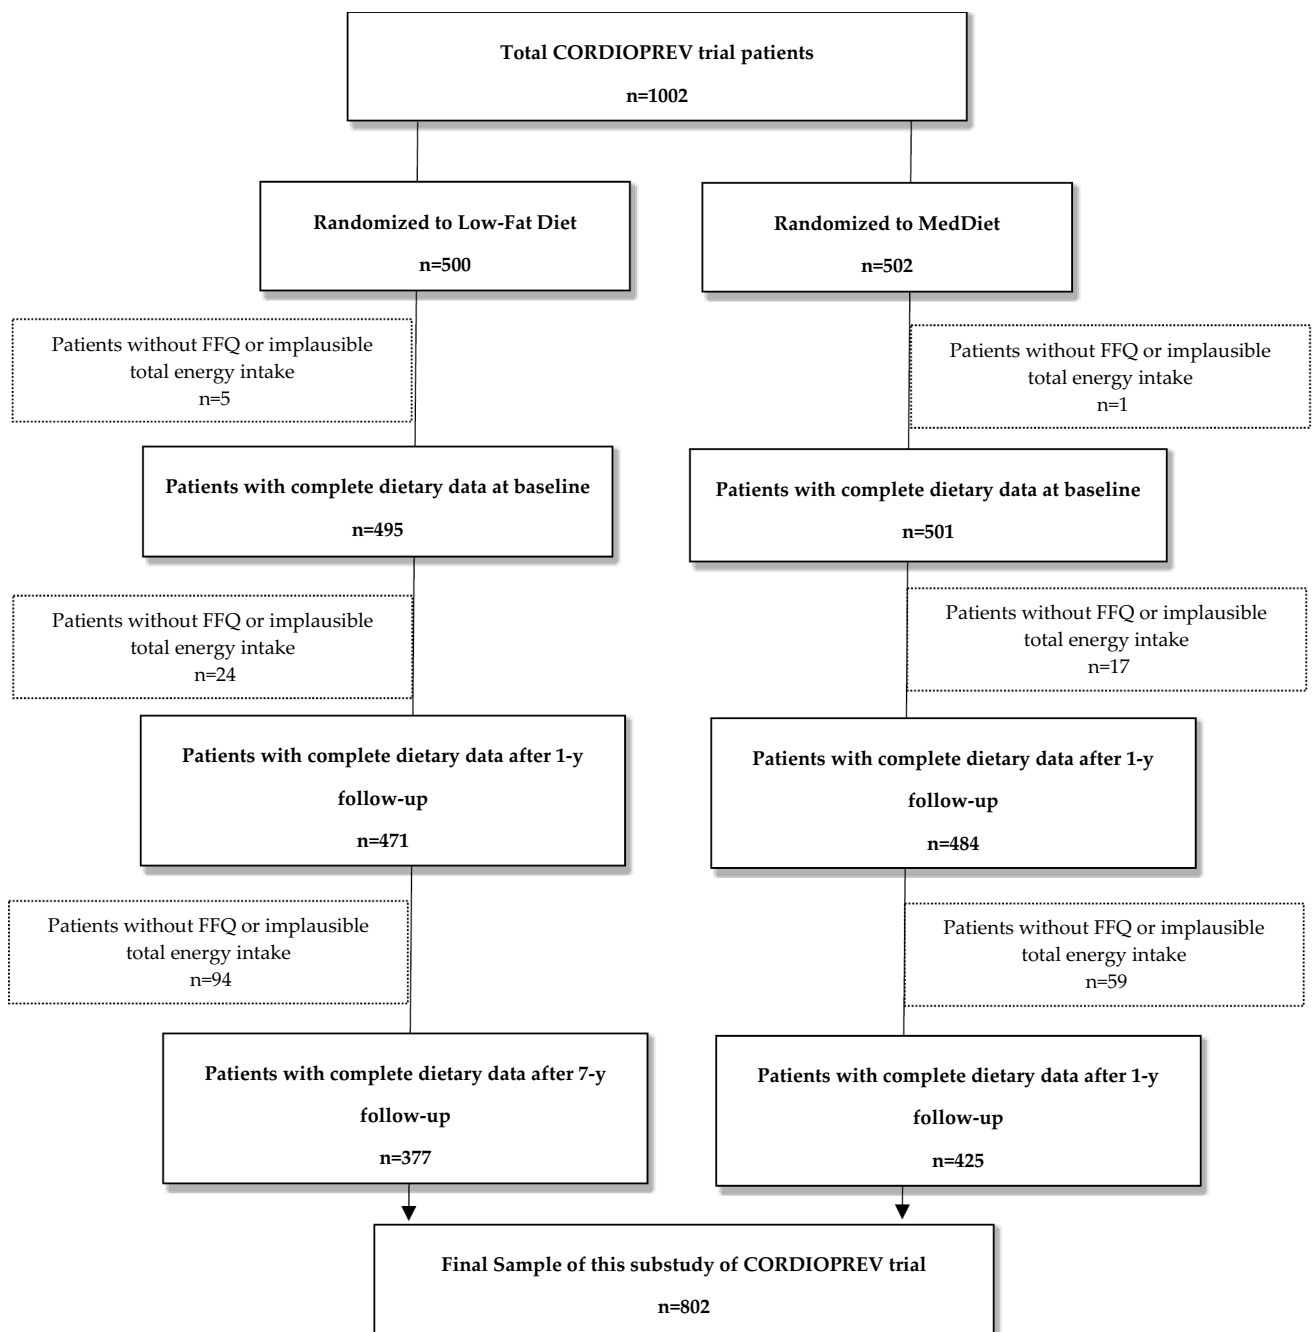 Total CORDIOPREV trial patients
n=1002
Randomized to Low-Fat Diet
n=500
Randomized to MedDiet
n=502
Patients without FFQ or implausible
total energy intake
n=5
Patients without FFQ or implausible
total energy intake
n=1
Patients with complete dietary data at baseline
n=495
Patients with complete dietary data at baseline
n=501
Patients without FFQ or implausible
total energy intake
n=24
Patients without FFQ or implausible
total energy intake
n=17
Patients with complete dietary data after 1-y
follow-up
n=471
Patients with complete dietary data after 1-y
follow-up
n=484
Patients without FFQ or implausible
total energy intake
n=94
Patients without FFQ or implausible
total energy intake
n=59
Patients with complete dietary data after 7-y
follow-up
n=377
Patients with complete dietary data after 1-y
follow-up
n=425
Final Sample of this substudy of CORDIOPREV trial
n=802